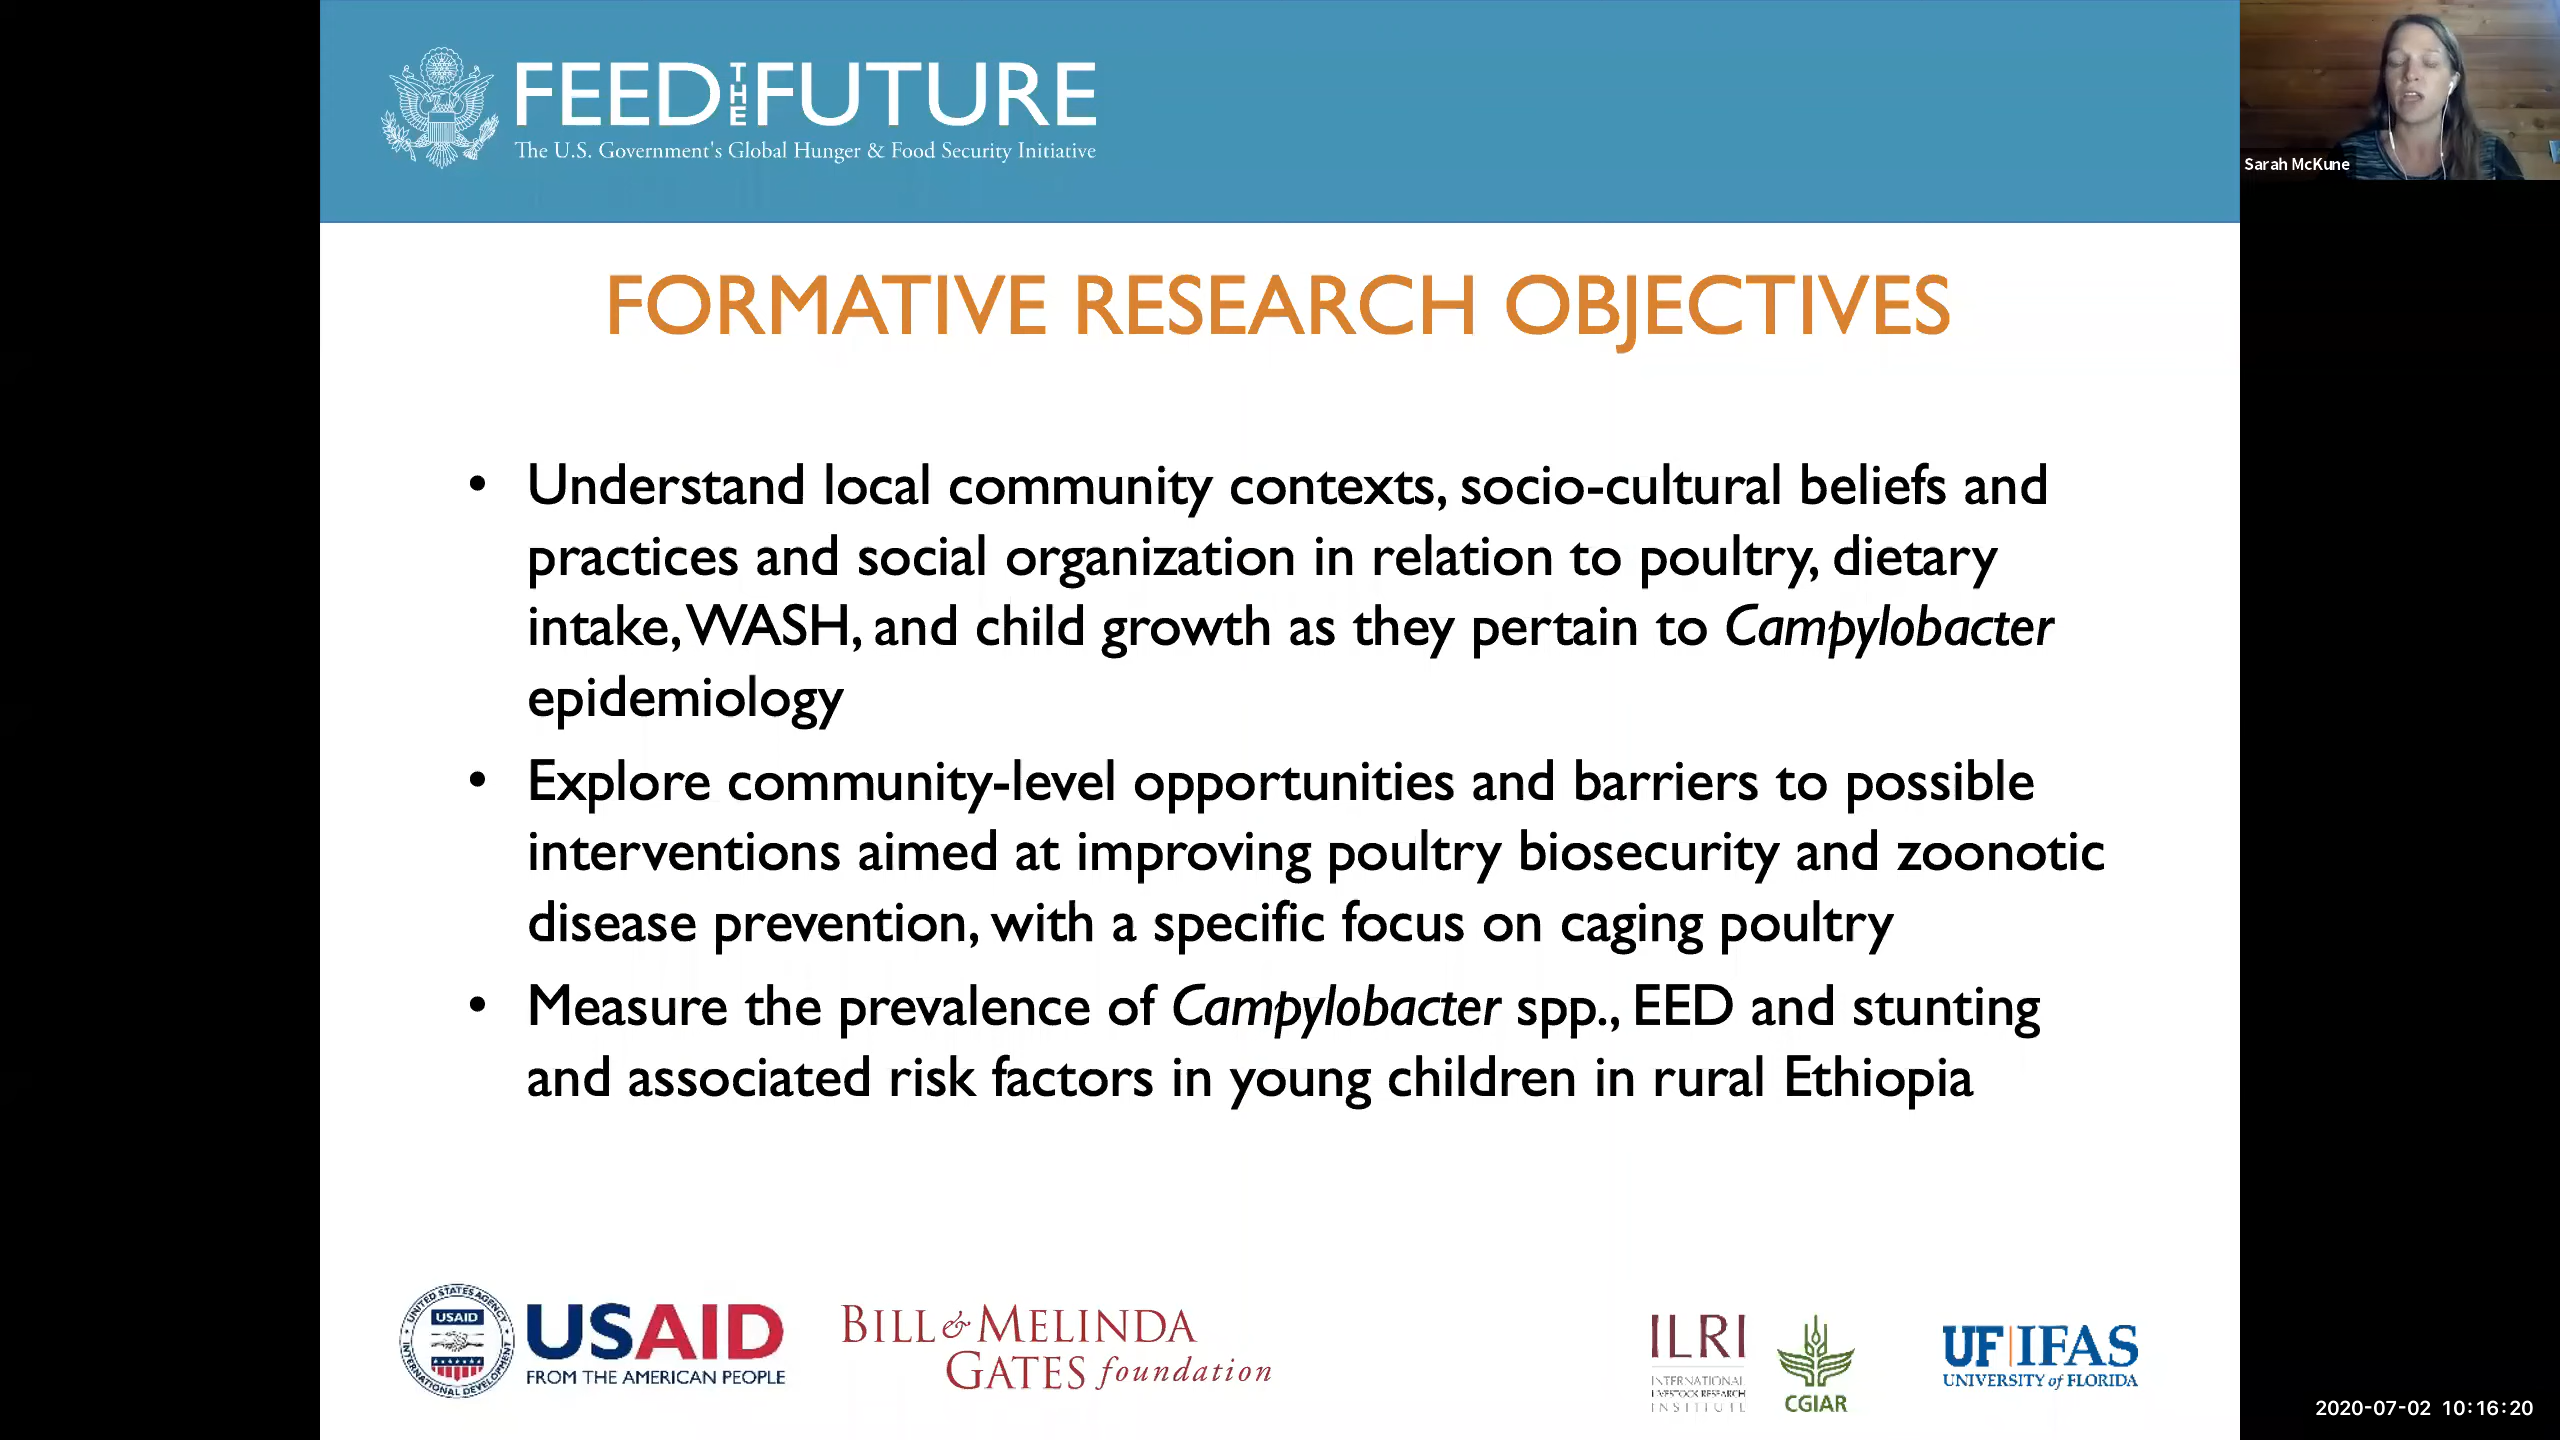 FEED THE FUTURE
The U.S. Government's Global Hunger & Food Security Initiative
Sarah McKune
FORMATIVE RESEARCH OBJECTIVES
• Understand local community contexts, socio-cultural beliefs and
practices and social organization in relation to poultry, dietary
intake, WASH, and child growth as they pertain to Campylobacter
epidemiology
• Explore community-level opportunities and barriers to possible
interventions aimed at improving poultry biosecurity and zoonotic
disease prevention, with a specific focus on caging poultry
• Measure the prevalence of Campylobacter spp., EED and stunting
and associated risk factors in young children in rural Ethiopia
UNITED STATES AGENCY
USAID
INTERNATIONAL DEVELOPMENT
USAID
FROM THE AMERICAN PEOPLE
BILL & MELINDA
GATES foundation
ILRI
INTERNATIONAL
LIVESTOCK RESEARCH
INSTITUTE
CGIAR
UF|IFAS
UNIVERSITY of FLORIDA
2020-07-02 10:16:20